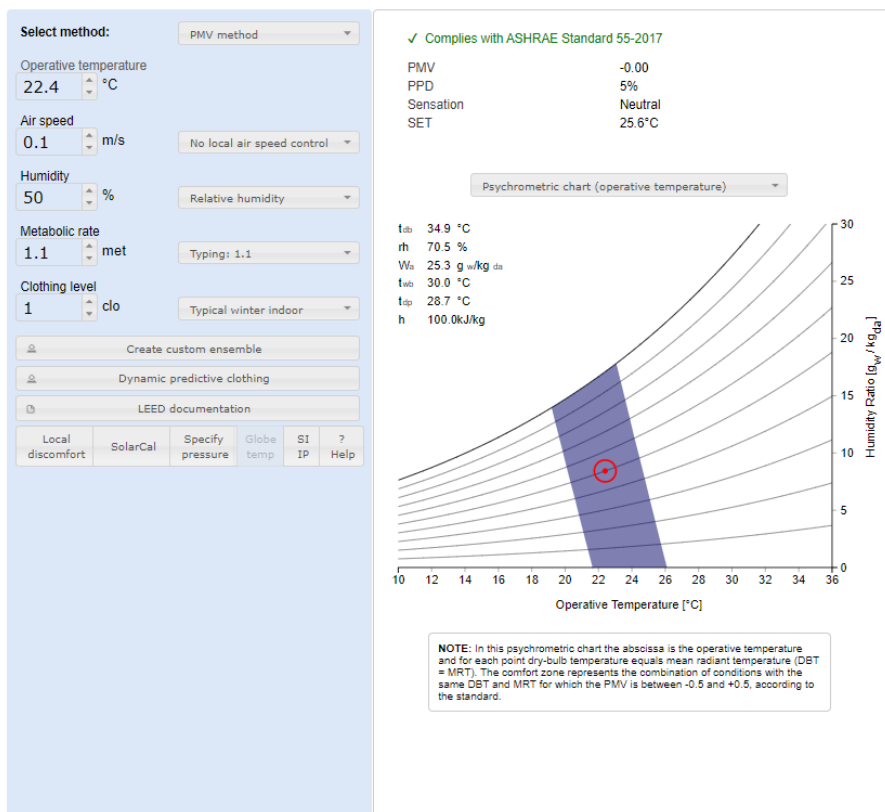 Select method: PMV method
Operative temperature
22.4 °C
Air speed
0.1 m/s No local air speed control
Humidity
50 % Relative humidity
Metabolic rate
1.1 met Typing: 1.1
Clothing level
1 clo Typical winter indoor
Create custom ensemble
Dynamic predictive clothing
LEED documentation
Local discomfort SolarCal Specify pressure Globe temp SI IP ? Help
✓ Complies with ASHRAE Standard 55-2017
PMV -0.00
PPD 5%
Sensation Neutral
SET 25.6°C
Psychrometric chart (operative temperature)
tdb 34.9 °C
rh 70.5 %
Wa 25.3 g w/kg da
twb 30.0 °C
tdp 28.7 °C
h 100.0kJ/kg
30
25
20
15
10
5
0
Humidity Ratio [gw / kgda]
10 12 14 16 18 20 22 24 26 28 30 32 34 36
Operative Temperature [°C]
NOTE: In this psychrometric chart the abscissa is the operative temperature
and for each point dry-bulb temperature equals mean radiant temperature (DBT
= MRT). The comfort zone represents the combination of conditions with the
same DBT and MRT for which the PMV is between -0.5 and +0.5, according to
the standard.